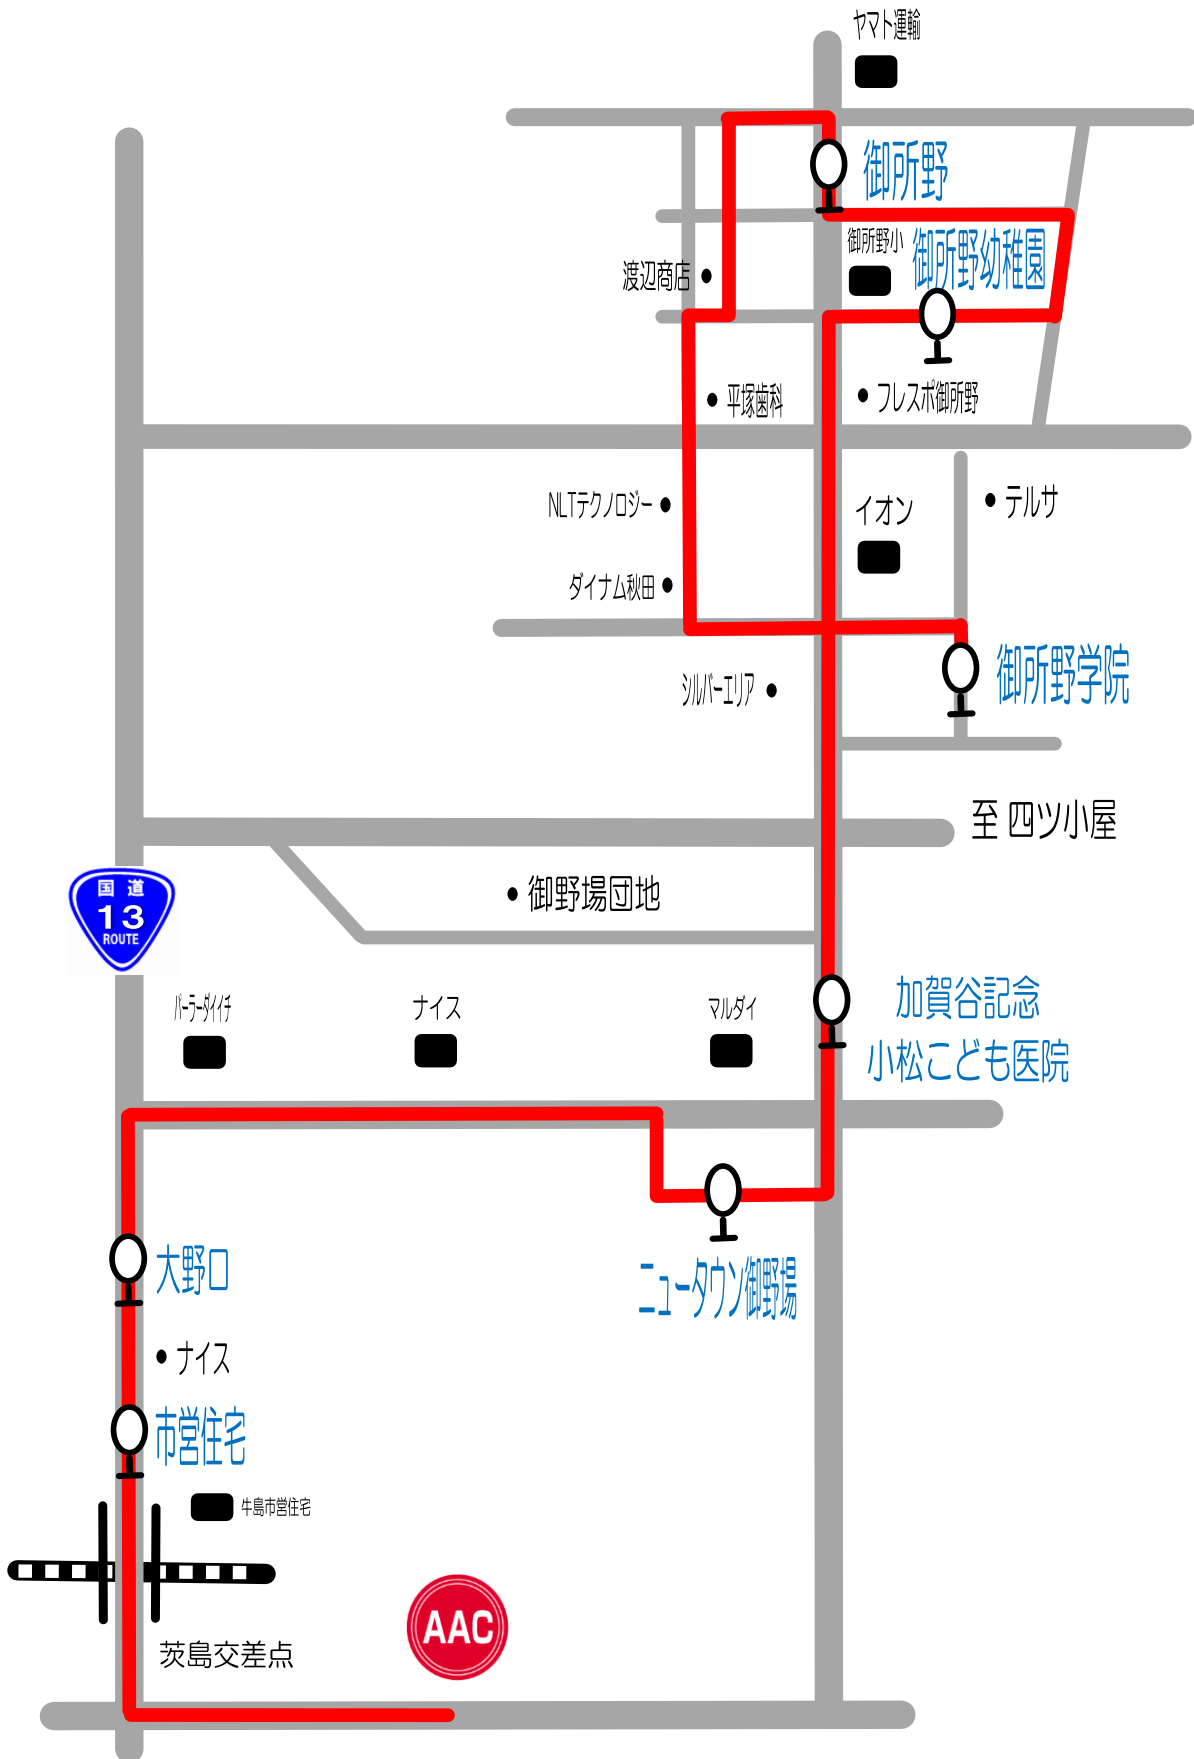 ヤマト運輸
御所野
御所野小
御所野幼稚園
渡辺商店
平塚歯科
フレスポ御所野
NLTテクノロジー
イオン
テルサ
ダイナム秋田
シルバーエリア
御所野学院
至 四ツ小屋
国道
13
ROUTE
御野場団地
パーラーダイイチ
ナイス
マルダイ
加賀谷記念
小松こども医院
大野口
ニュータウン御野場
ナイス
市営住宅
牛島市営住宅
茨島交差点
AAC